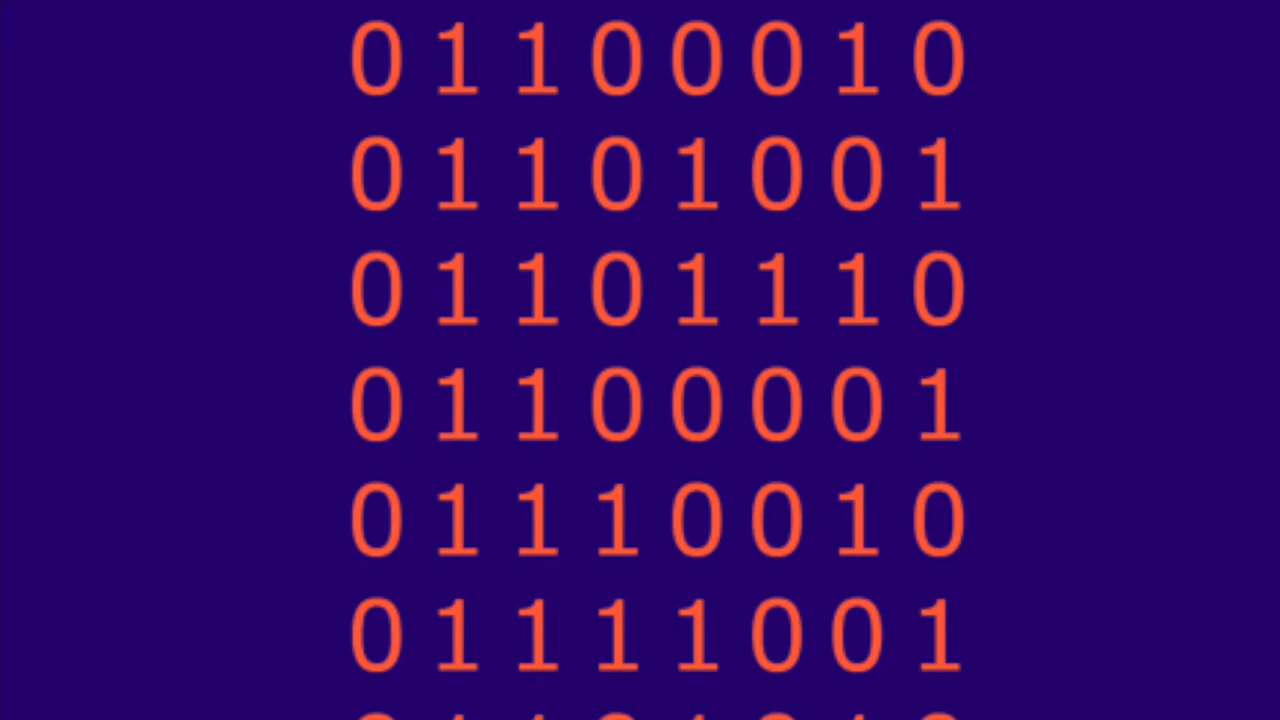 0 1 1 0 0 0 1 0
0 1 1 0 1 0 0 1
0 1 1 0 1 1 1 0
0 1 1 0 0 0 0 1
0 1 1 1 0 0 1 0
0 1 1 1 1 0 0 1